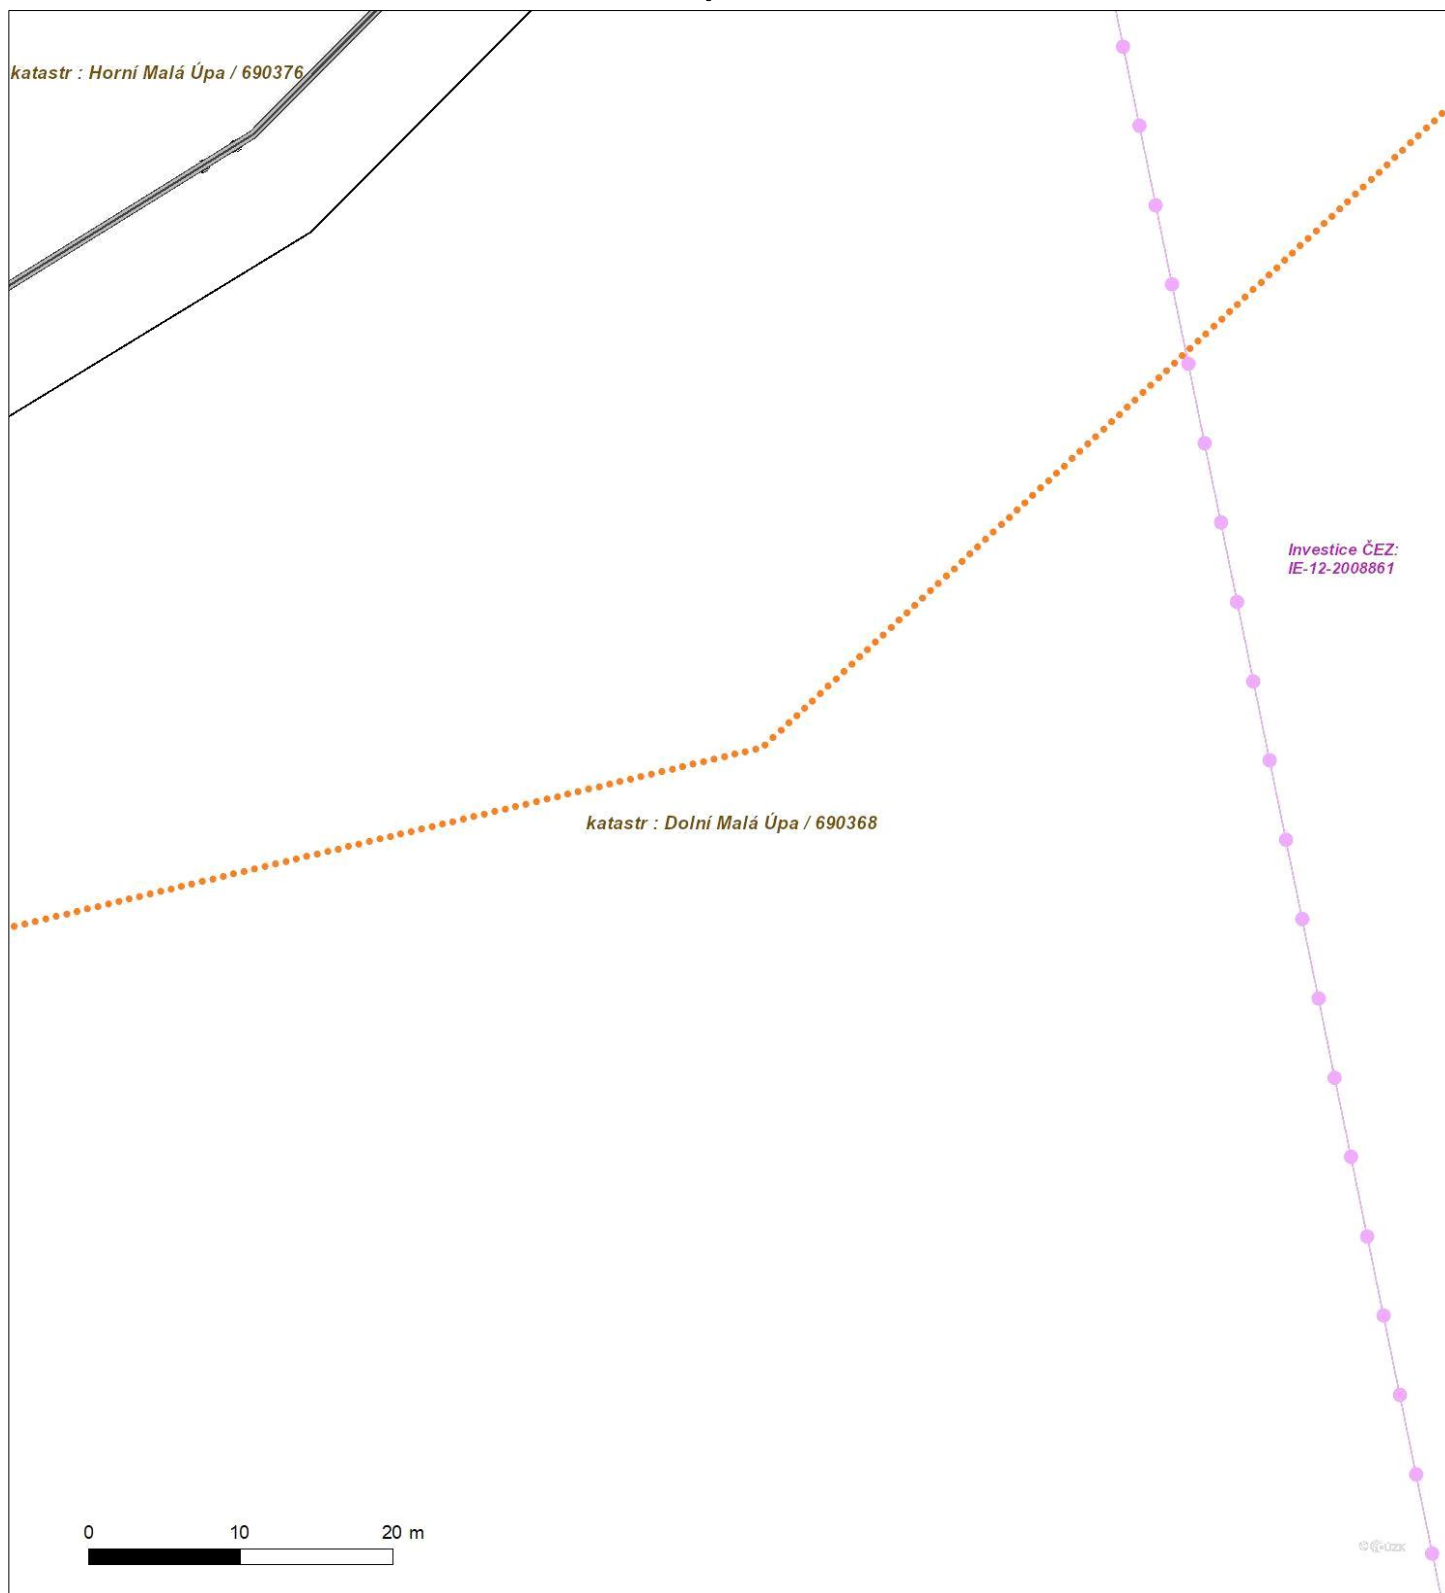 katastr : Horní Malá Úpa / 690376
Investice ČEZ:
IE-12-2008861
katastr : Dolní Malá Úpa / 690368
0 10 20 m